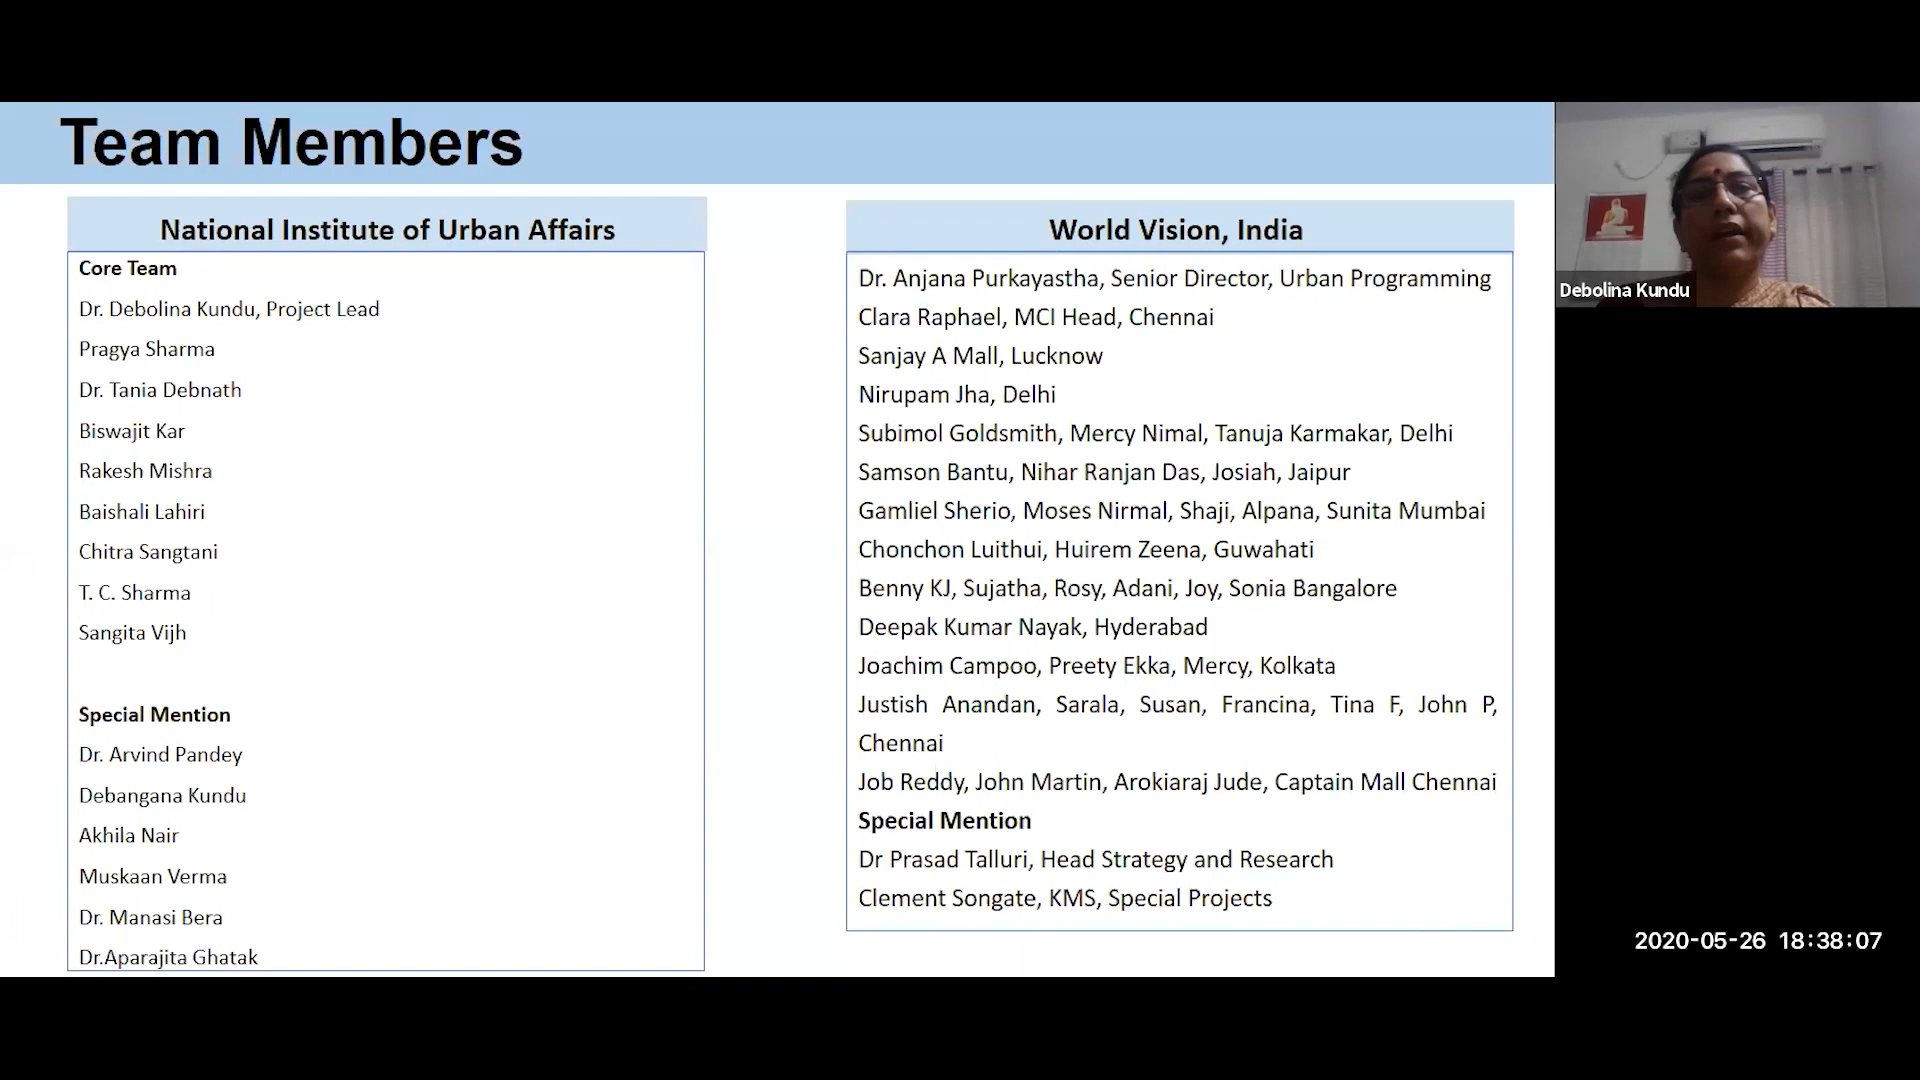 Team Members
National Institute of Urban Affairs
Core Team
Dr. Debolina Kundu, Project Lead
Pragya Sharma
Dr. Tania Debnath
Biswajit Kar
Rakesh Mishra
Baishali Lahiri
Chitra Sangtani
T. C. Sharma
Sangita Vijh
Special Mention
Dr. Arvind Pandey
Debangana Kundu
Akhila Nair
Muskaan Verma
Dr. Manasi Bera
Dr.Aparajita Ghatak
World Vision, India
Dr. Anjana Purkayastha, Senior Director, Urban Programming
Clara Raphael, MCI Head, Chennai
Sanjay A Mall, Lucknow
Nirupam Jha, Delhi
Subimol Goldsmith, Mercy Nimal, Tanuja Karmakar, Delhi
Samson Bantu, Nihar Ranjan Das, Josiah, Jaipur
Gamliel Sherio, Moses Nirmal, Shaji, Alpana, Sunita Mumbai
Chonchon Luithui, Huirem Zeena, Guwahati
Benny KJ, Sujatha, Rosy, Adani, Joy, Sonia Bangalore
Deepak Kumar Nayak, Hyderabad
Joachim Campoo, Preety Ekka, Mercy, Kolkata
Justish Anandan, Sarala, Susan, Francina, Tina F, John P,
Chennai
Job Reddy, John Martin, Arokiaraj Jude, Captain Mall Chennai
Special Mention
Dr Prasad Talluri, Head Strategy and Research
Clement Songate, KMS, Special Projects
Debolina Kundu
2020-05-26 18:38:07